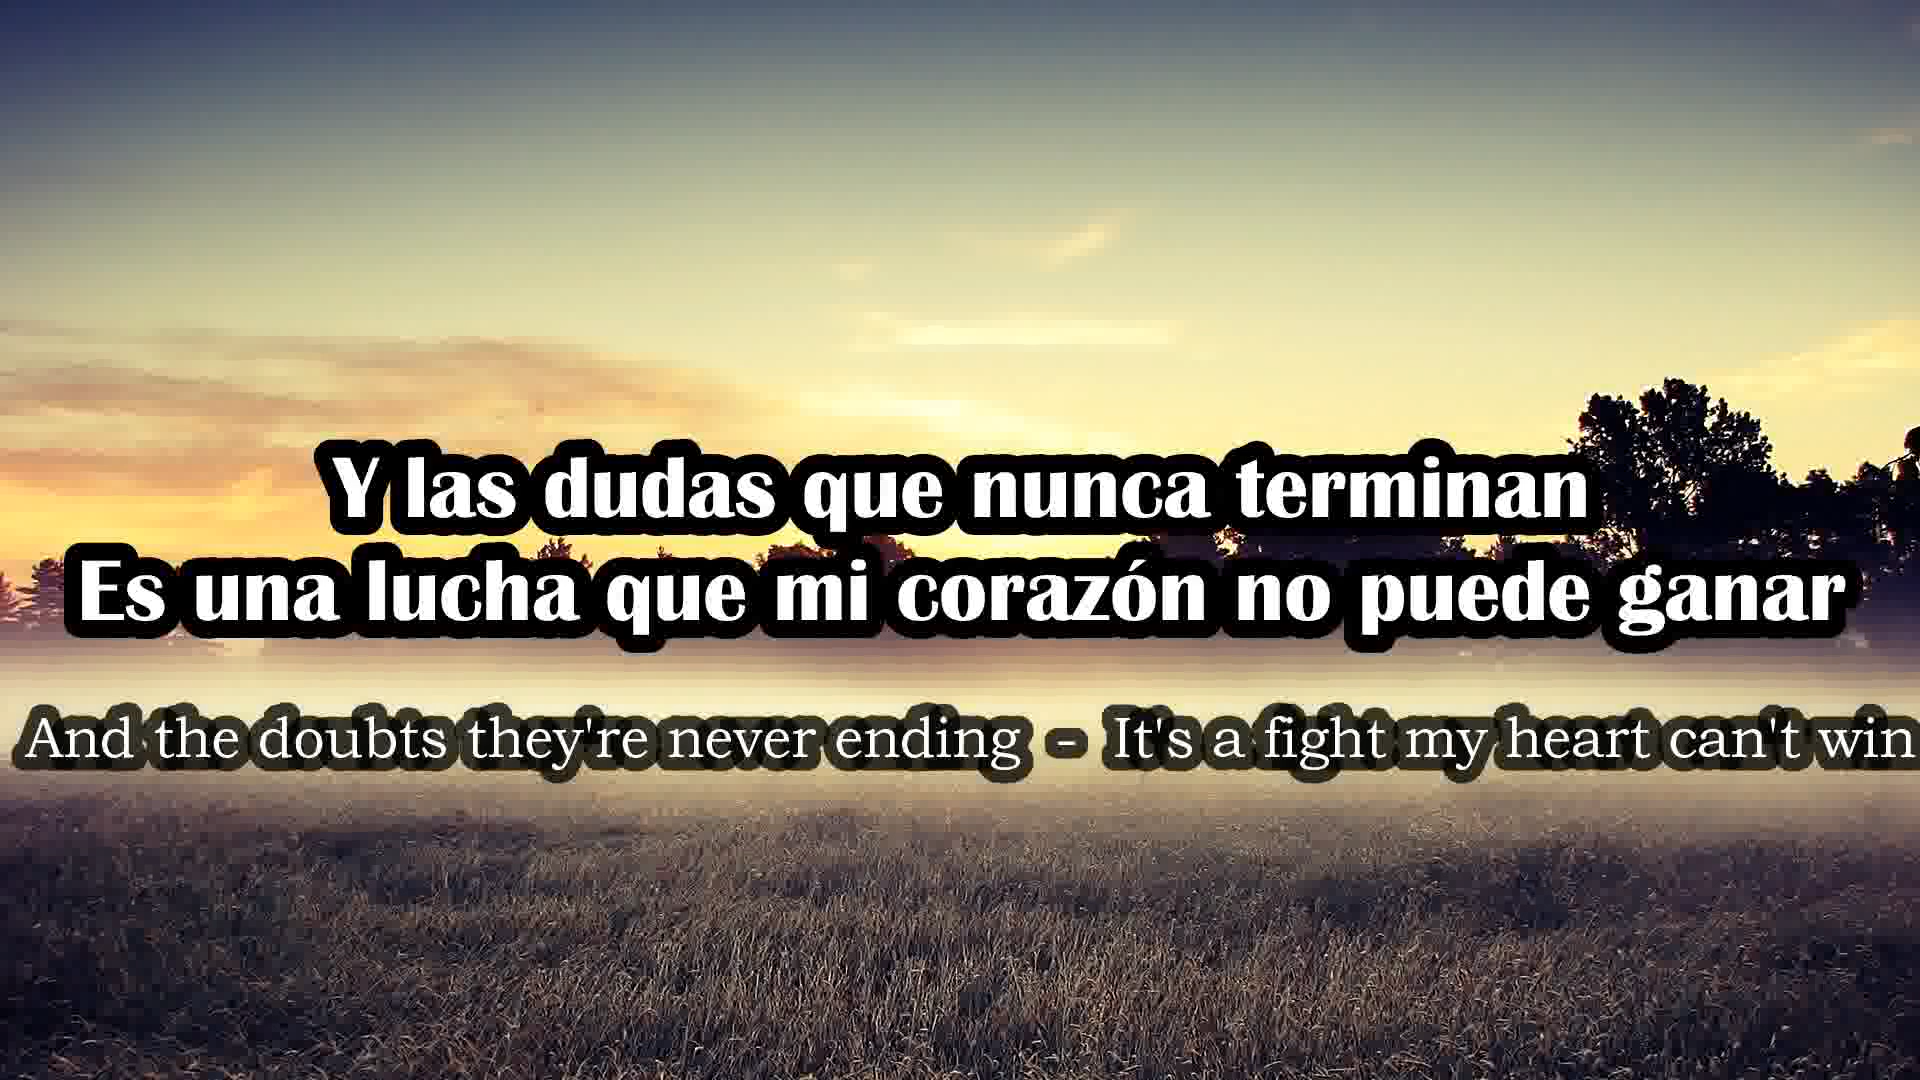 Y las dudas que nunca terminan
Es una lucha que mi corazón no puede ganar
And the doubts they're never ending - It's a fight my heart can't win